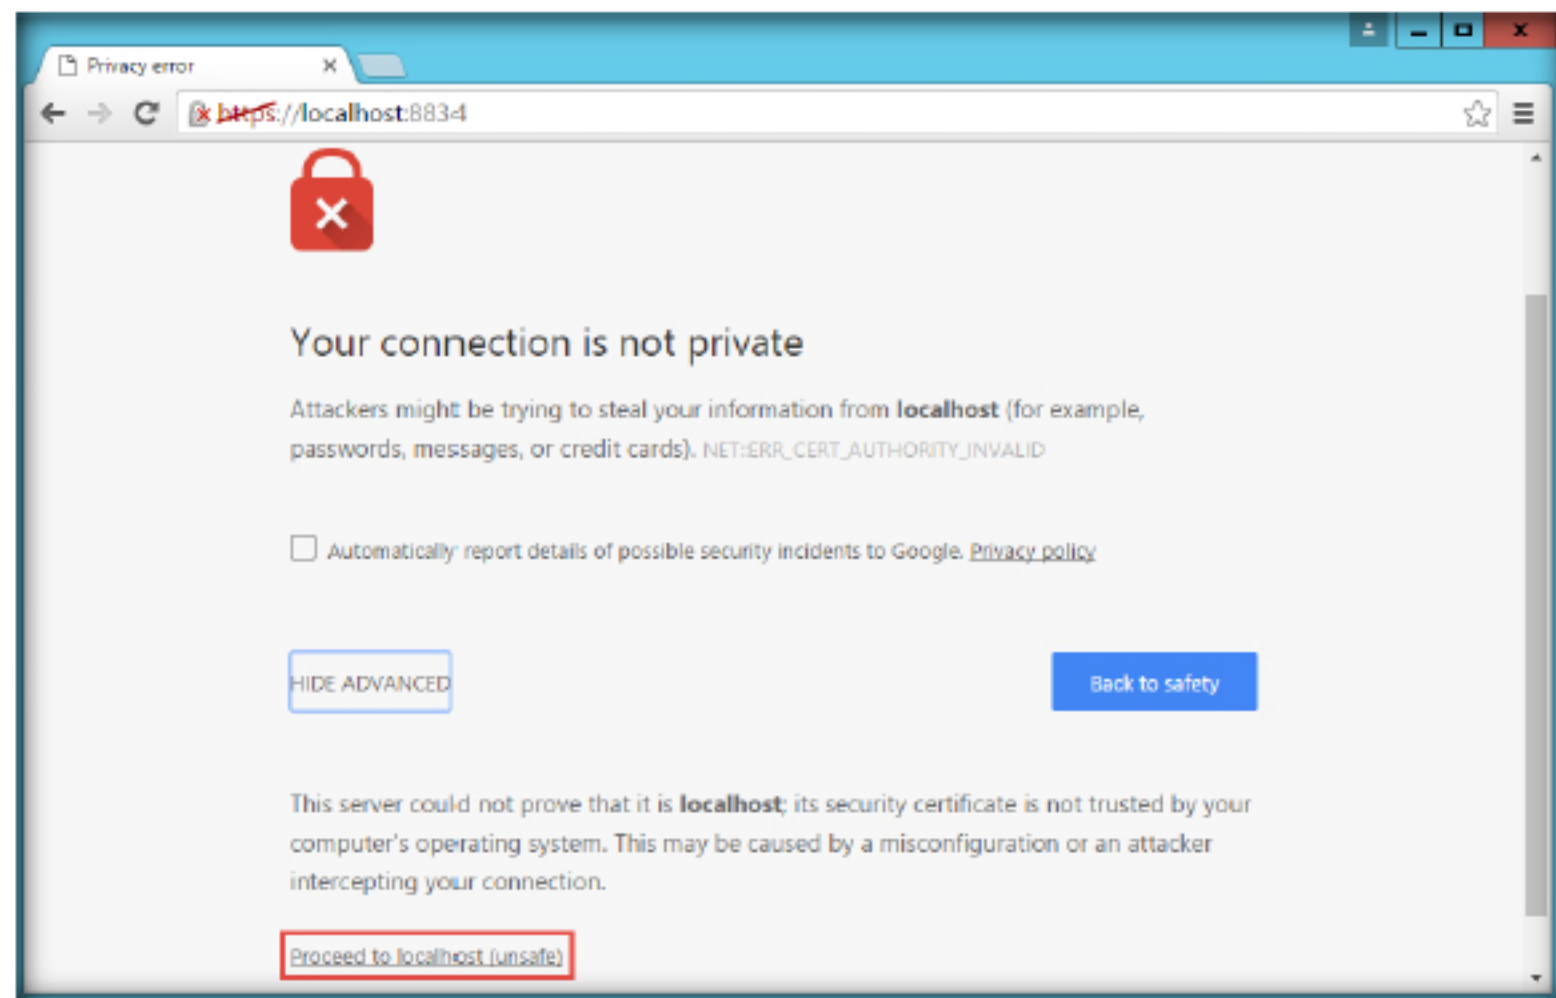 Privacy error
https://localhost:8834
Your connection is not private
Attackers might be trying to steal your information from localhost (for example,
passwords, messages, or credit cards). NET::ERR_CERT_AUTHORITY_INVALID
Automatically report details of possible security incidents to Google. Privacy policy
HIDE ADVANCED
Back to safety
This server could not prove that it is localhost; its security certificate is not trusted by your
computer's operating system. This may be caused by a misconfiguration or an attacker
intercepting your connection.
Proceed to localhost (unsafe)